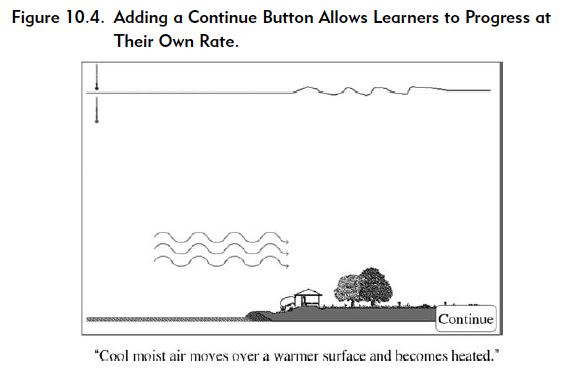 Figure 10.4. Adding a Continue Button Allows Learners to Progress at
Their Own Rate.
Continue
"Cool moist air moves over a warmer surface and becomes heated."